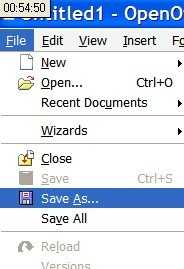 00:54:50
Untitled1 - OpenO
File Edit View Insert Fo
New
Open... Ctrl+O
Recent Documents
Wizards
Close
Save Ctrl+S
Save As...
Save All
Reload
Versions